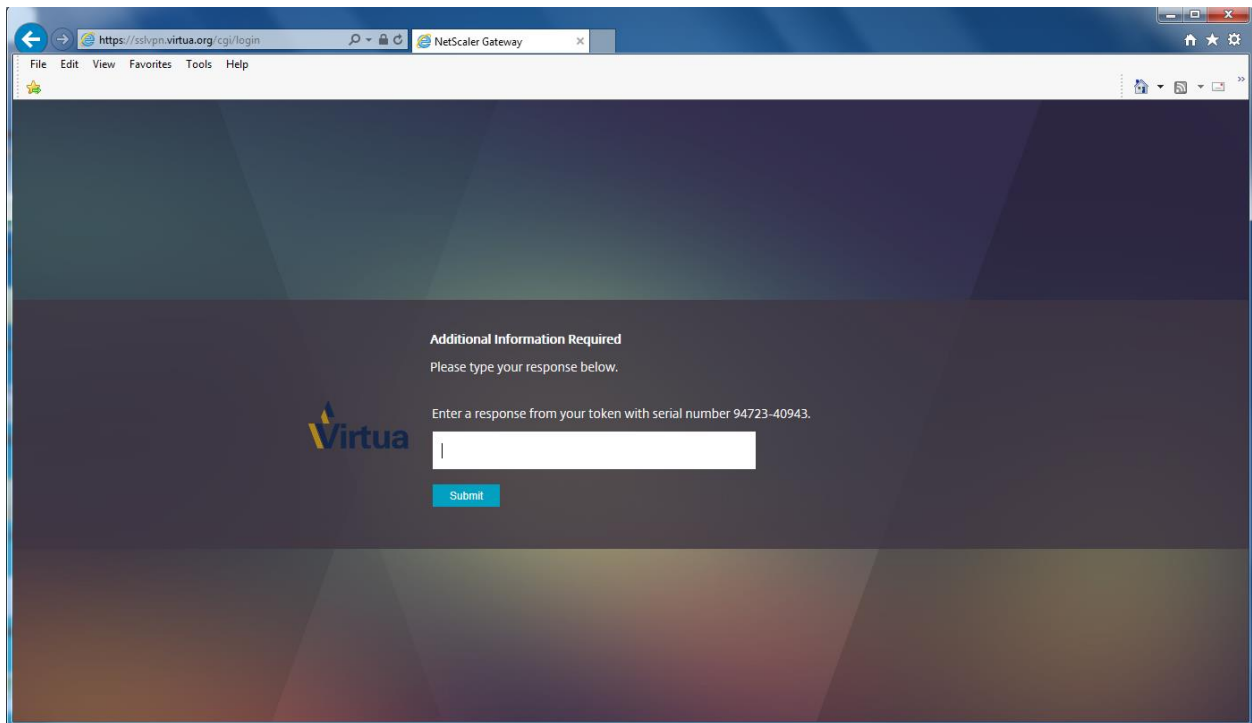 https://sslvpn.virtua.org/cgi/login
NetScaler Gateway
File Edit View Favorites Tools Help
Additional Information Required
Please type your response below.
Enter a response from your token with serial number 94723-40943.
Virtua
Submit